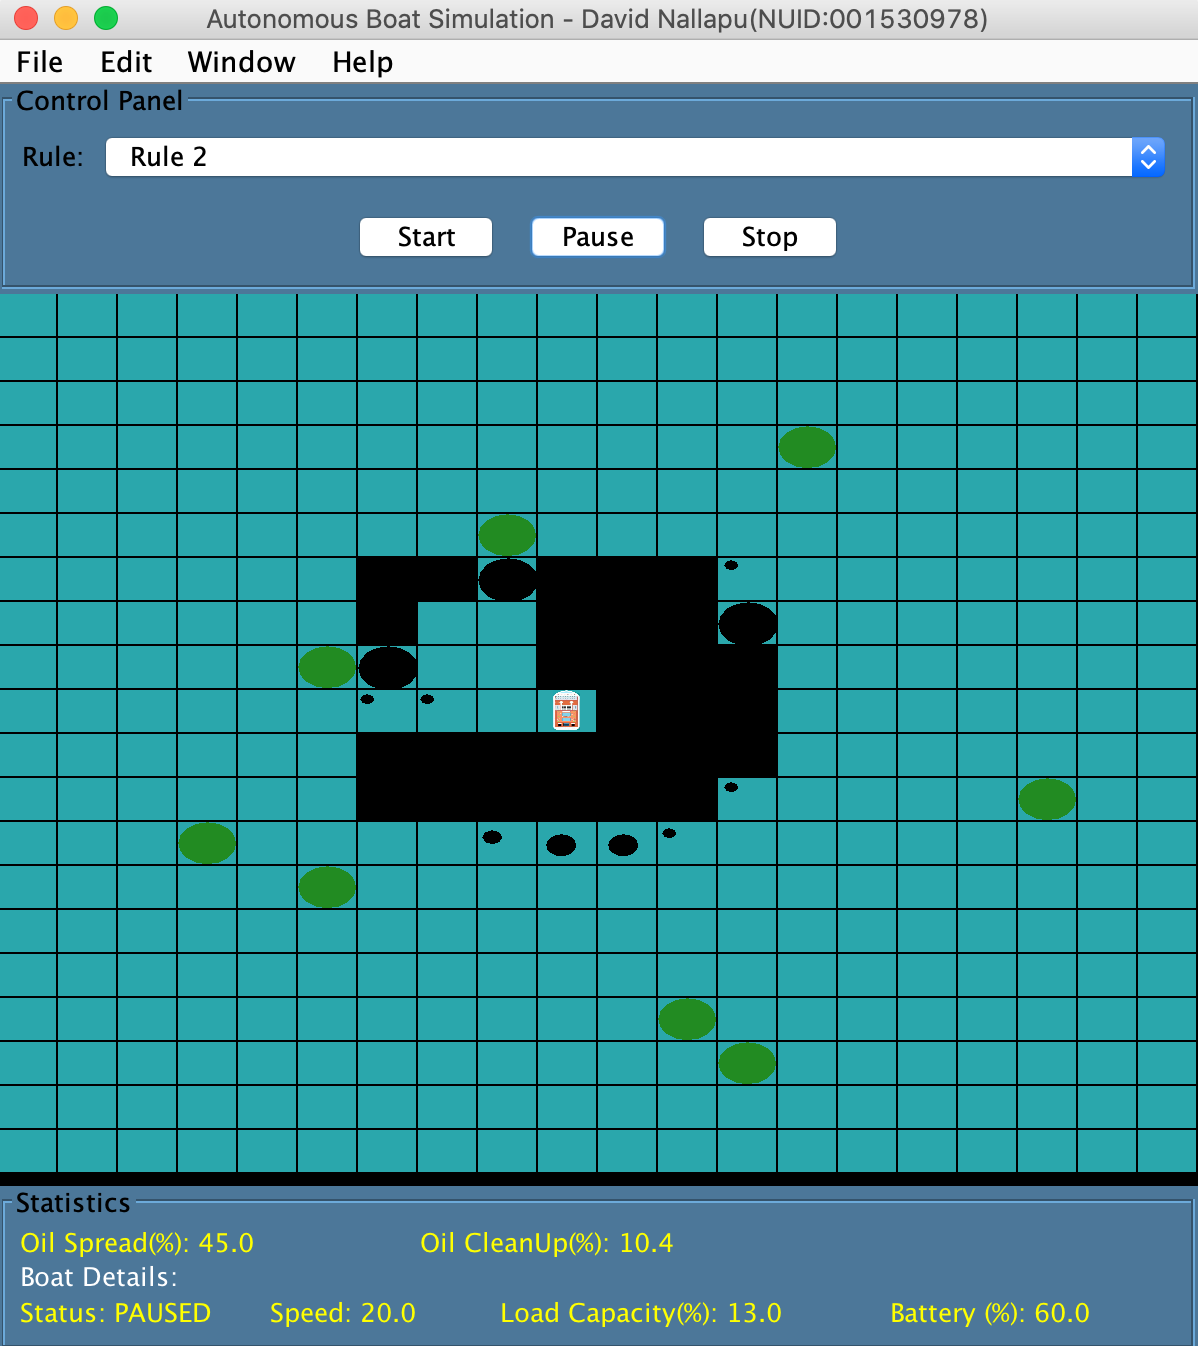 Autonomous Boat Simulation - David Nallapu(NUID:001530978)
File Edit Window Help
Control Panel
Rule: Rule 2
Start Pause Stop
Statistics
Oil Spread(%): 45.0 Oil CleanUp(%): 10.4
Boat Details:
Status: PAUSED Speed: 20.0 Load Capacity(%): 13.0 Battery (%): 60.0